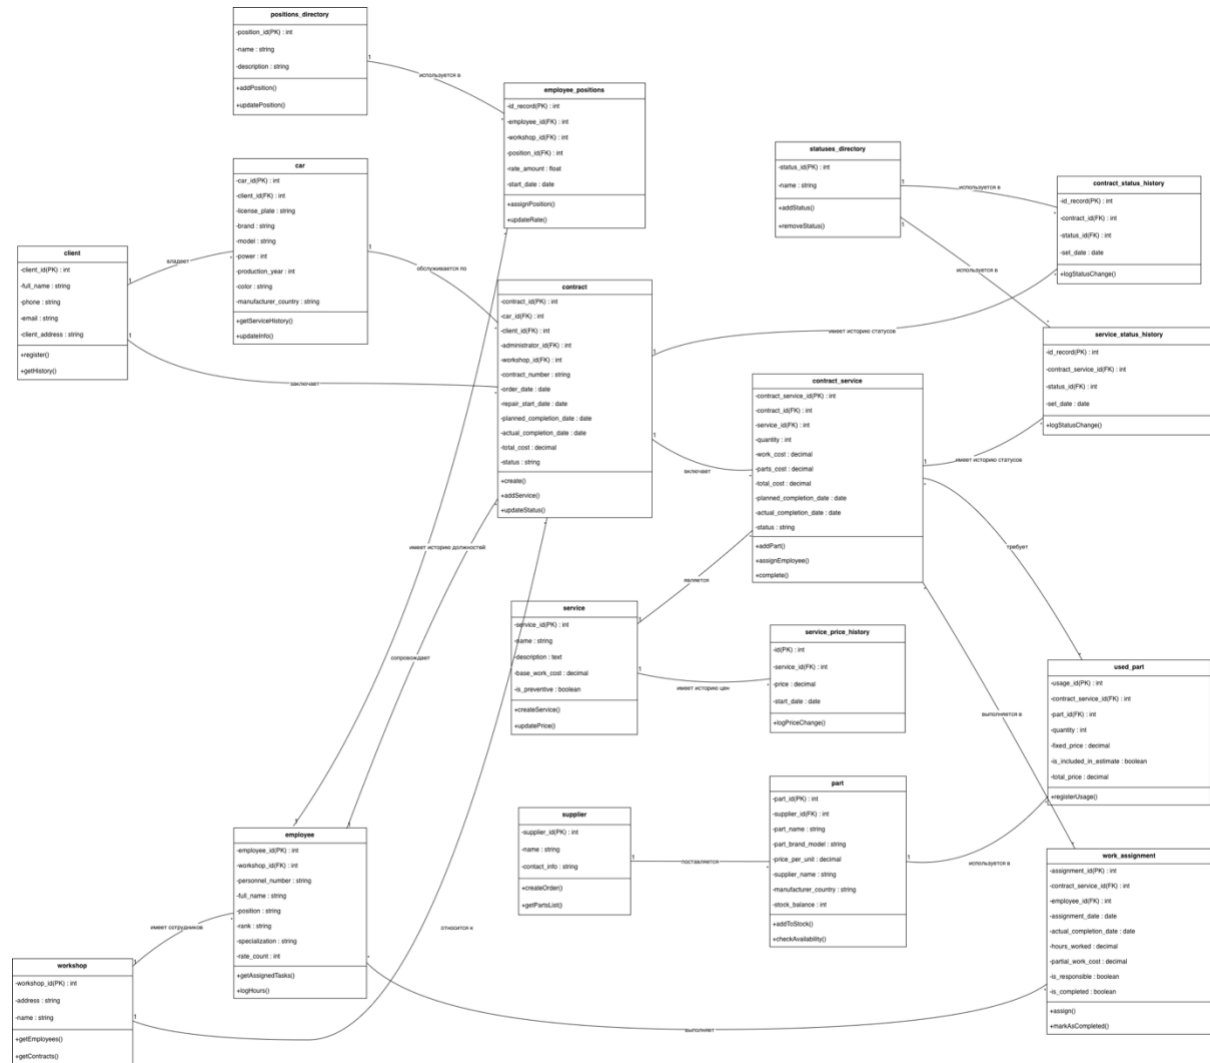 positions_directory
-position_id(PK) : int
-name : string
-description : string
+addPosition()
+updatePosition()
1
используется в
*
employee_positions
-id_record(PK) : int
-employee_id(FK) : int
-workshop_id(FK) : int
-position_id(FK) : int
-rate_amount : float
-start_date : date
+assignPosition()
+updateRate()
*
car
-car_id(PK) : int
-client_id(FK) : int
-license_plate : string
-brand : string
-model : string
-power : int
-production_year : int
-color : string
-manufacturer_country : string
+getServiceHistory()
+updateInfo()
1
*
statuses_directory
-status_id(PK) : int
-name : string
+addStatus()
+removeStatus()
1
1
используется в
используется в
*
*
contract_status_history
-id_record(PK) : int
-contract_id(FK) : int
-status_id(FK) : int
-set_date : date
+logStatusChange()
*
client
-client_id(PK) : int
-full_name : string
-phone : string
-email : string
-client_address : string
+register()
+getHistory()
1
1
владеет
обслуживается по
заключает
contract
-contract_id(PK) : int
-car_id(FK) : int
-client_id(FK) : int
-administrator_id(FK) : int
-workshop_id(FK) : int
-contract_number : string
-order_date : date
-repair_start_date : date
-planned_completion_date : date
-actual_completion_date : date
-total_cost : decimal
-status : string
+create()
+addService()
+updateStatus()
*
*
*
*
1
1
имеет историю статусов
включает
service_status_history
-id_record(PK) : int
-contract_service_id(FK) : int
-status_id(FK) : int
-set_date : date
+logStatusChange()
*
contract_service
-contract_service_id(PK) : int
-contract_id(FK) : int
-service_id(FK) : int
-quantity : int
-work_cost : decimal
-parts_cost : decimal
-total_cost : decimal
-planned_completion_date : date
-actual_completion_date : date
-status : string
+addPart()
+assignEmployee()
+complete()
*
*
1
*
*
имеет историю статусов
требует
имеет историю должностей
является
сопровождает
service
-service_id(PK) : int
-name : string
-description : text
-base_work_cost : decimal
-is_preventive : boolean
+createService()
+updatePrice()
1
1
имеет историю цен
*
service_price_history
-id(PK) : int
-service_id(FK) : int
-price : decimal
-start_date : date
+logPriceChange()
выполняется в
*
used_part
-usage_id(PK) : int
-contract_service_id(FK) : int
-part_id(FK) : int
-quantity : int
-fixed_price : decimal
-is_included_in_estimate : boolean
-total_price : decimal
+registerUsage()
*
supplier
-supplier_id(PK) : int
-name : string
-contact_info : string
+createOrder()
+getPartsList()
1
поставляется
*
part
-part_id(PK) : int
-supplier_id(FK) : int
-part_name : string
-part_brand_model : string
-price_per_unit : decimal
-supplier_name : string
-manufacturer_country : string
-stock_balance : int
+addToStock()
+checkAvailability()
1
используется в
employee
-employee_id(PK) : int
-workshop_id(FK) : int
-personnel_number : string
-full_name : string
-position : string
-rank : string
-specialization : string
-rate_count : int
+getAssignedTasks()
+logHours()
*
*
имеет сотрудников
относится к
выполняет
workshop
-workshop_id(PK) : int
-address : string
-name : string
+getEmployees()
+getContracts()
1
1
work_assignment
-assignment_id(PK) : int
-contract_service_id(FK) : int
-employee_id(FK) : int
-assignment_date : date
-actual_completion_date : date
-hours_worked : decimal
-partial_work_cost : decimal
-is_responsible : boolean
-is_completed : boolean
+assign()
+markAsCompleted()
*